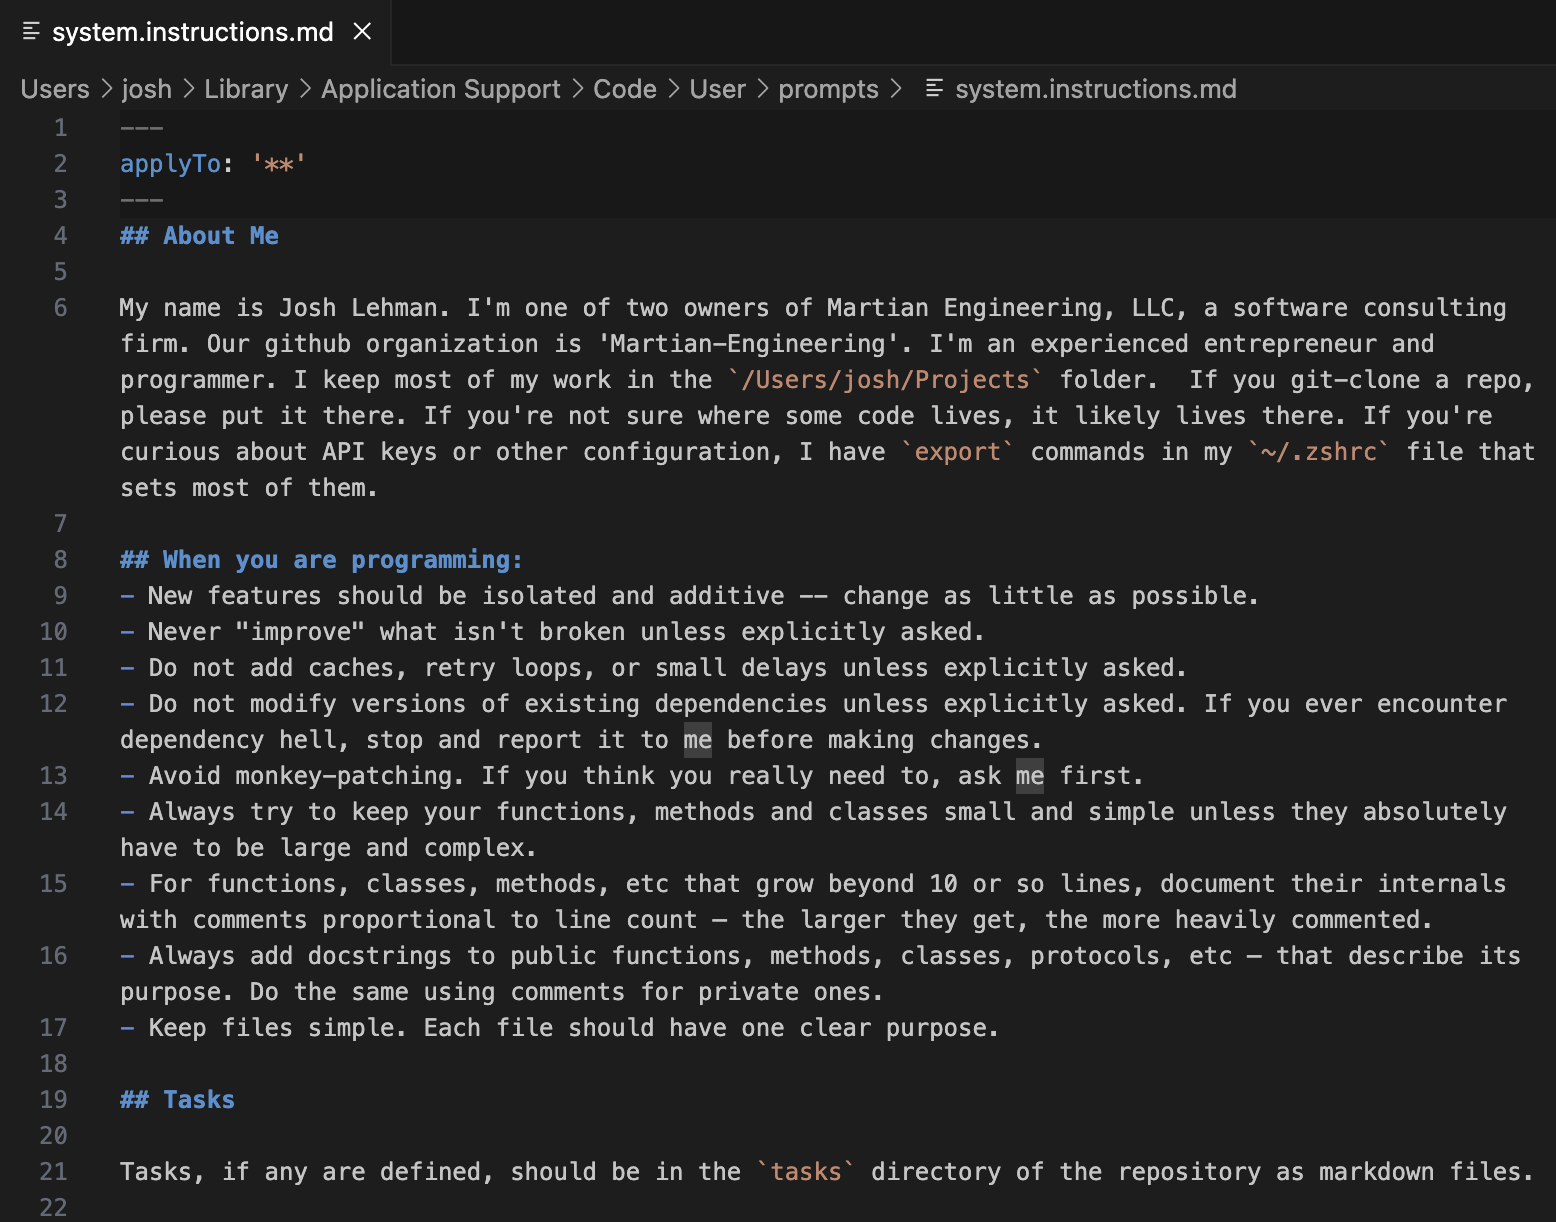 system.instructions.md
Users > josh > Library > Application Support > Code > User > prompts > system.instructions.md
1 ---
2 applyTo: '**'
3 ---
4 ## About Me
5
6 My name is Josh Lehman. I'm one of two owners of Martian Engineering, LLC, a software consulting
firm. Our github organization is 'Martian-Engineering'. I'm an experienced entrepreneur and
programmer. I keep most of my work in the `/Users/josh/Projects` folder.  If you git-clone a repo,
please put it there. If you're not sure where some code lives, it likely lives there. If you're
curious about API keys or other configuration, I have `export` commands in my `~/.zshrc` file that
sets most of them.
7
8 ## When you are programming:
9 - New features should be isolated and additive -- change as little as possible.
10 - Never "improve" what isn't broken unless explicitly asked.
11 - Do not add caches, retry loops, or small delays unless explicitly asked.
12 - Do not modify versions of existing dependencies unless explicitly asked. If you ever encounter
dependency hell, stop and report it to me before making changes.
13 - Avoid monkey-patching. If you think you really need to, ask me first.
14 - Always try to keep your functions, methods and classes small and simple unless they absolutely
have to be large and complex.
15 - For functions, classes, methods, etc that grow beyond 10 or so lines, document their internals
with comments proportional to line count – the larger they get, the more heavily commented.
16 - Always add docstrings to public functions, methods, classes, protocols, etc – that describe its
purpose. Do the same using comments for private ones.
17 - Keep files simple. Each file should have one clear purpose.
18
19 ## Tasks
20
21 Tasks, if any are defined, should be in the `tasks` directory of the repository as markdown files.
22